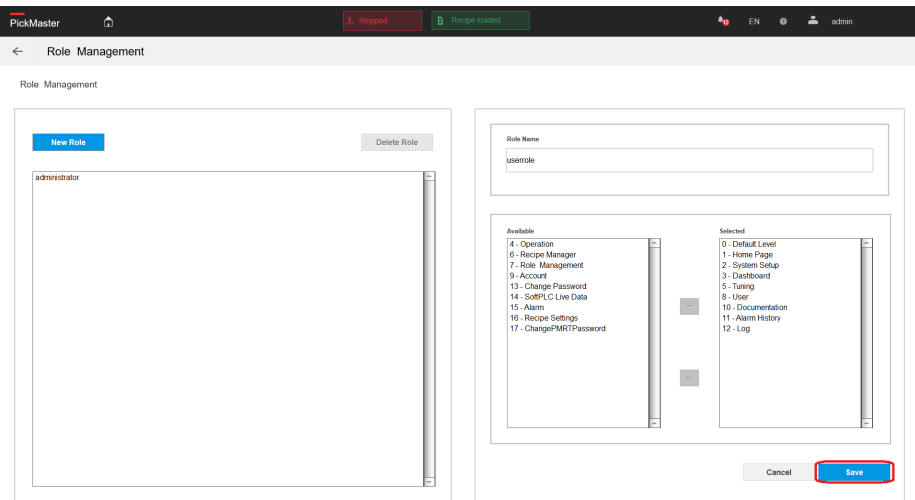 PickMaster
Stopped
Recipe loaded
EN
admin
Role Management
Role Management
New Role
Delete Role
administrator
Role Name
userrole
Available
4 - Operation
6 - Recipe Manager
7 - Role Management
9 - Account
13 - Change Password
14 - SoftPLC Live Data
15 - Alarm
16 - Recipe Settings
17 - ChangePMRTPassword
Selected
0 - Default Level
1 - Home Page
2 - System Setup
3 - Dashboard
5 - Tuning
8 - User
10 - Documentation
11 - Alarm History
12 - Log
Cancel
Save